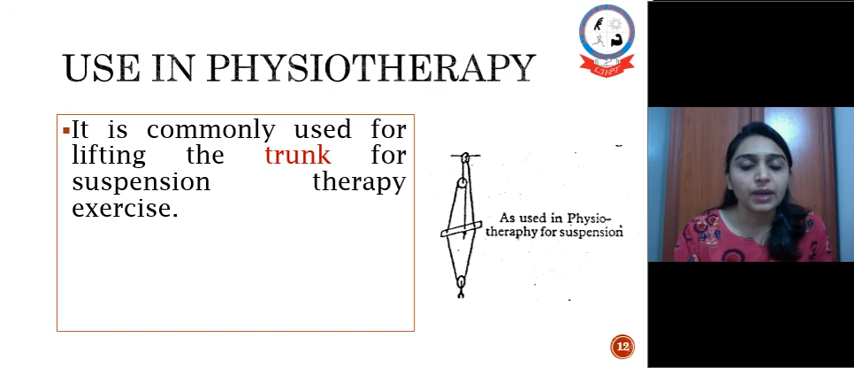 USE IN PHYSIOTHERAPY
▪It is commonly used for
lifting the trunk for
suspension therapy
exercise.
As used in Physio-
theraphy for suspension
12